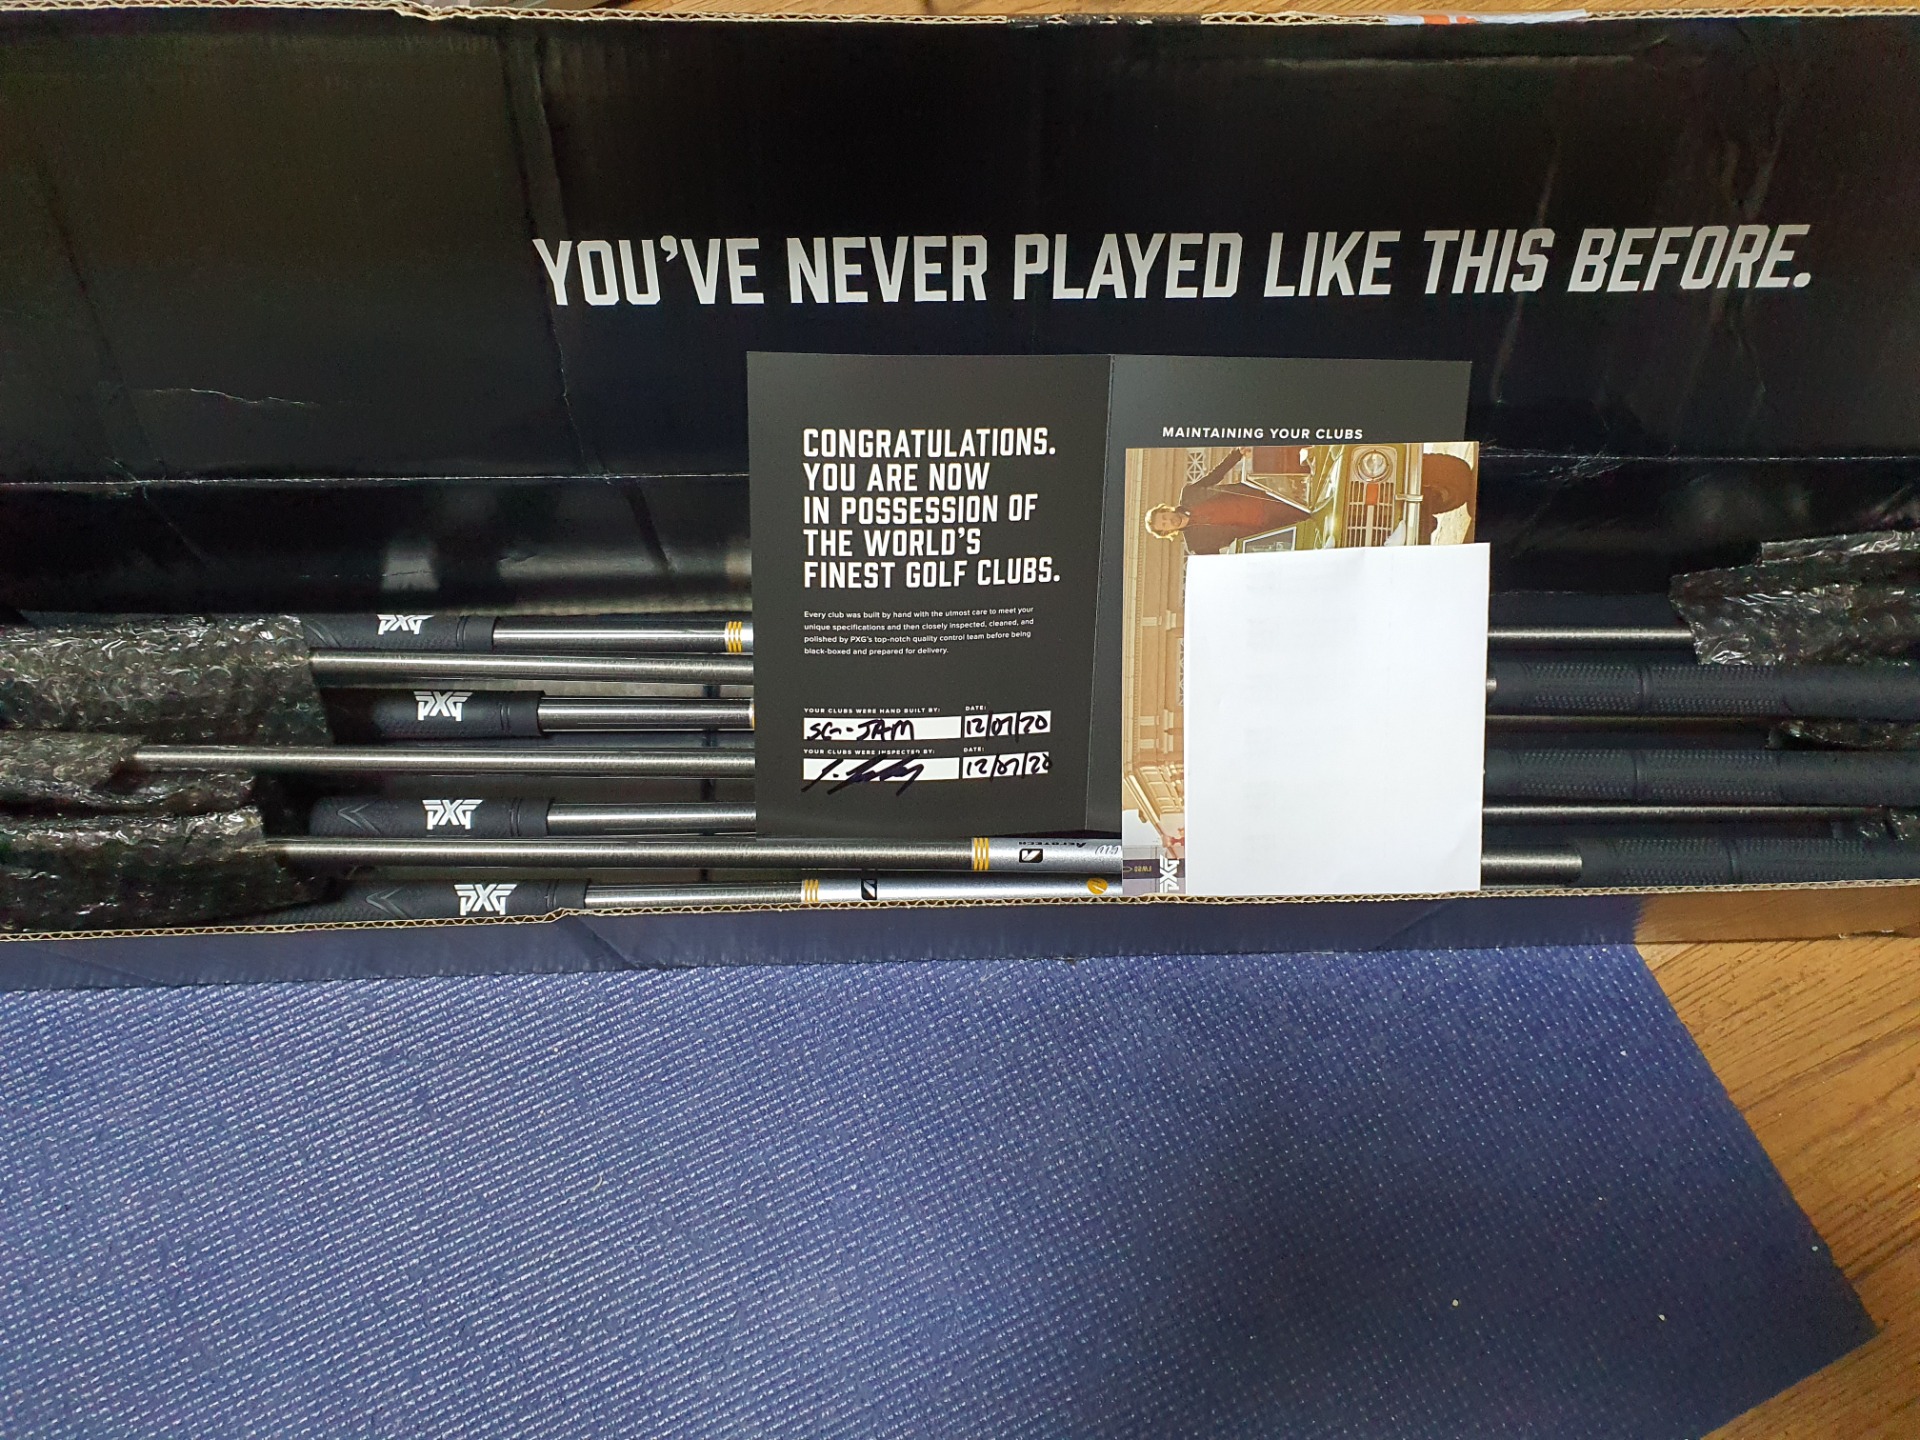 YOU'VE NEVER PLAYED LIKE THIS BEFORE.
CONGRATULATIONS.
YOU ARE NOW
IN POSSESSION OF
THE WORLD'S
FINEST GOLF CLUBS.
Every club was built by hand with the utmost care to meet your
unique specifications and then closely inspected, cleaned, and
polished by PXG's top-notch quality control team before being
black-boxed and prepared for delivery.
YOUR CLUBS WERE HAND BUILT BY: DATE:
SG-JAM 12/07/20
YOUR CLUBS WERE INSPECTED BY: DATE:
12/07/20
MAINTAINING YOUR CLUBS
PXG
PXG
PXG
AEROTECH
PXG
PXG